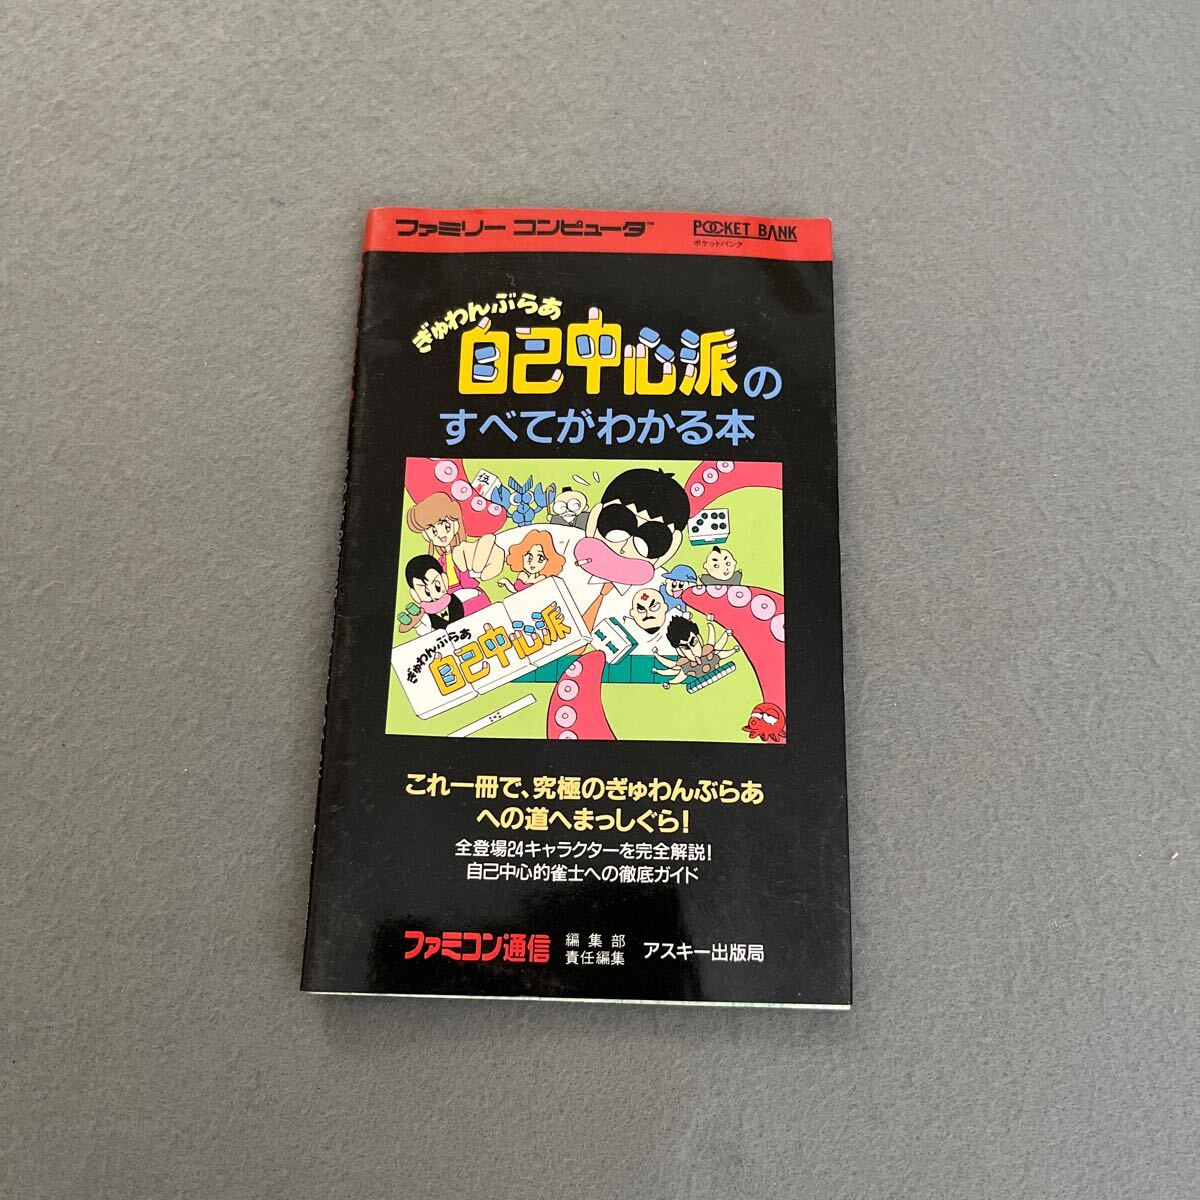 ファミリー コンピュータ™
POCKET BANK
ポケットバンク
ぎゅわんぶらあ
自己中心派の
すべてがわかる本
伍
ぎゅわんぶらあ
自己中心派
これ一冊で、究極のぎゅわんぶらあ
への道へまっしぐら！
全登場24キャラクターを完全解説！
自己中心的雀士への徹底ガイド
ファミコン通信 編集部 責任編集 アスキー出版局